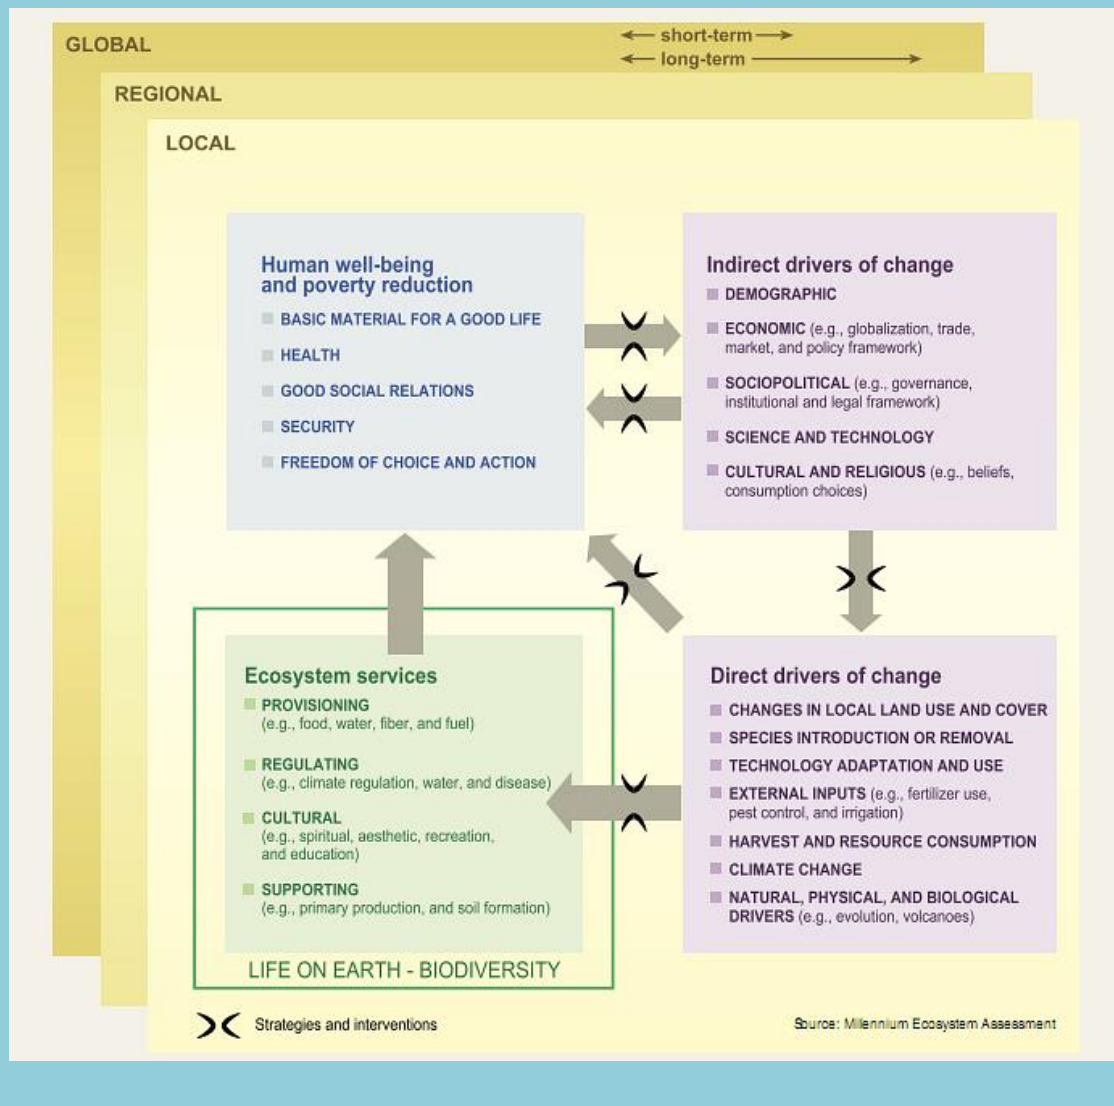 GLOBAL
short-term
long-term
REGIONAL
LOCAL
Human well-being
and poverty reduction
BASIC MATERIAL FOR A GOOD LIFE
HEALTH
GOOD SOCIAL RELATIONS
SECURITY
FREEDOM OF CHOICE AND ACTION
Indirect drivers of change
DEMOGRAPHIC
ECONOMIC (e.g., globalization, trade,
market, and policy framework)
SOCIOPOLITICAL (e.g., governance,
institutional and legal framework)
SCIENCE AND TECHNOLOGY
CULTURAL AND RELIGIOUS (e.g., beliefs,
consumption choices)
Ecosystem services
PROVISIONING
(e.g., food, water, fiber, and fuel)
REGULATING
(e.g., climate regulation, water, and disease)
CULTURAL
(e.g., spiritual, aesthetic, recreation,
and education)
SUPPORTING
(e.g., primary production, and soil formation)
LIFE ON EARTH - BIODIVERSITY
Direct drivers of change
CHANGES IN LOCAL LAND USE AND COVER
SPECIES INTRODUCTION OR REMOVAL
TECHNOLOGY ADAPTATION AND USE
EXTERNAL INPUTS (e.g., fertilizer use,
pest control, and irrigation)
HARVEST AND RESOURCE CONSUMPTION
CLIMATE CHANGE
NATURAL, PHYSICAL, AND BIOLOGICAL
DRIVERS (e.g., evolution, volcanoes)
Strategies and interventions
Source: Millennium Ecosystem Assessment